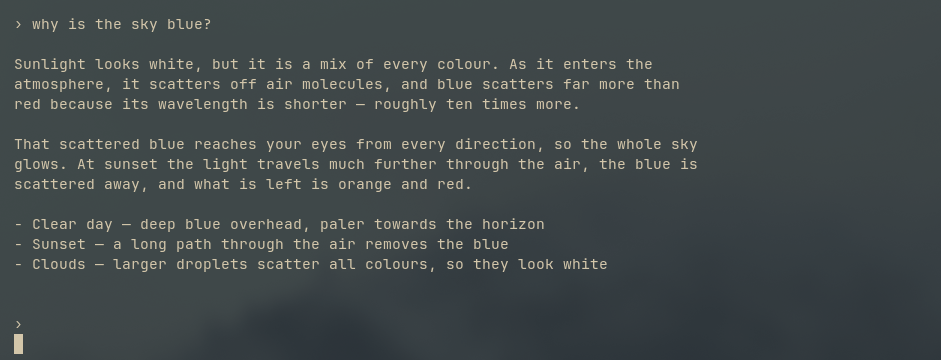 › why is the sky blue?
Sunlight looks white, but it is a mix of every colour. As it enters the
atmosphere, it scatters off air molecules, and blue scatters far more than
red because its wavelength is shorter — roughly ten times more.
That scattered blue reaches your eyes from every direction, so the whole sky
glows. At sunset the light travels much further through the air, the blue is
scattered away, and what is left is orange and red.
- Clear day — deep blue overhead, paler towards the horizon
- Sunset — a long path through the air removes the blue
- Clouds — larger droplets scatter all colours, so they look white
›